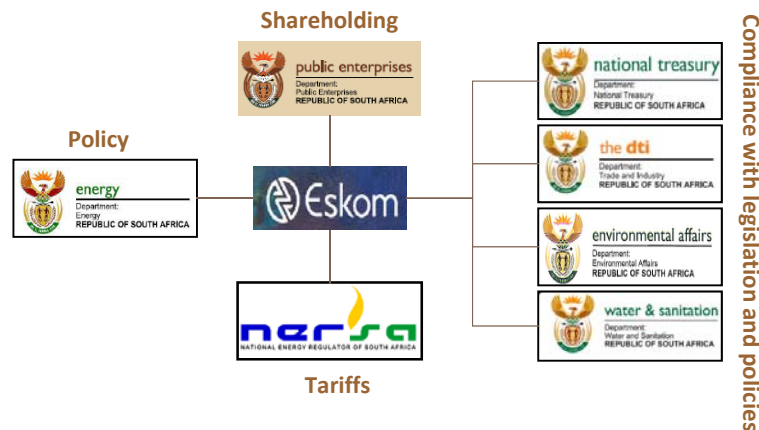 Shareholding
public enterprises
Department:
Public Enterprises
REPUBLIC OF SOUTH AFRICA
Policy
energy
Department:
Energy
REPUBLIC OF SOUTH AFRICA
Eskom
nersa
NATIONAL ENERGY REGULATOR OF SOUTH AFRICA
Tariffs
national treasury
Department:
National Treasury
REPUBLIC OF SOUTH AFRICA
the dti
Department:
Trade and Industry
REPUBLIC OF SOUTH AFRICA
environmental affairs
Department:
Environmental Affairs
REPUBLIC OF SOUTH AFRICA
water & sanitation
Department:
Water and Sanitation
REPUBLIC OF SOUTH AFRICA
Compliance with legislation and policies